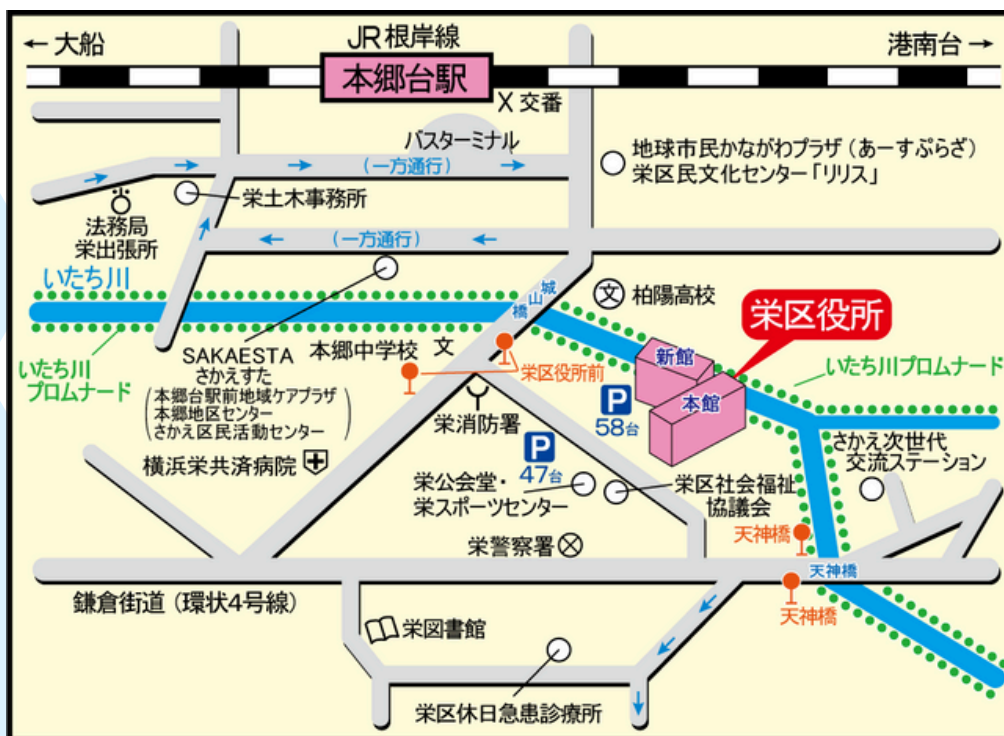 ← 大船
JR根岸線
港南台 →
本郷台駅
X 交番
バスターミナル
(一方通行)
地球市民かながわプラザ(あーすぷらざ)
栄区民文化センター「リリス」
栄土木事務所
法務局
栄出張所
(一方通行)
いたち川
城山橋
文 柏陽高校
栄区役所
新館
本館
いたち川
プロムナード
SAKAESTA
さかえすた
(本郷台駅前地域ケアプラザ
本郷地区センター
さかえ区民活動センター)
本郷中学校 文
栄区役所前
いたち川プロムナード
P
58台
栄消防署
P
47台
さかえ次世代
交流ステーション
横浜栄共済病院
栄公会堂・
栄スポーツセンター
栄区社会福祉
協議会
天神橋
栄警察署
天神橋
天神橋
鎌倉街道(環状4号線)
栄図書館
栄区休日急患診療所